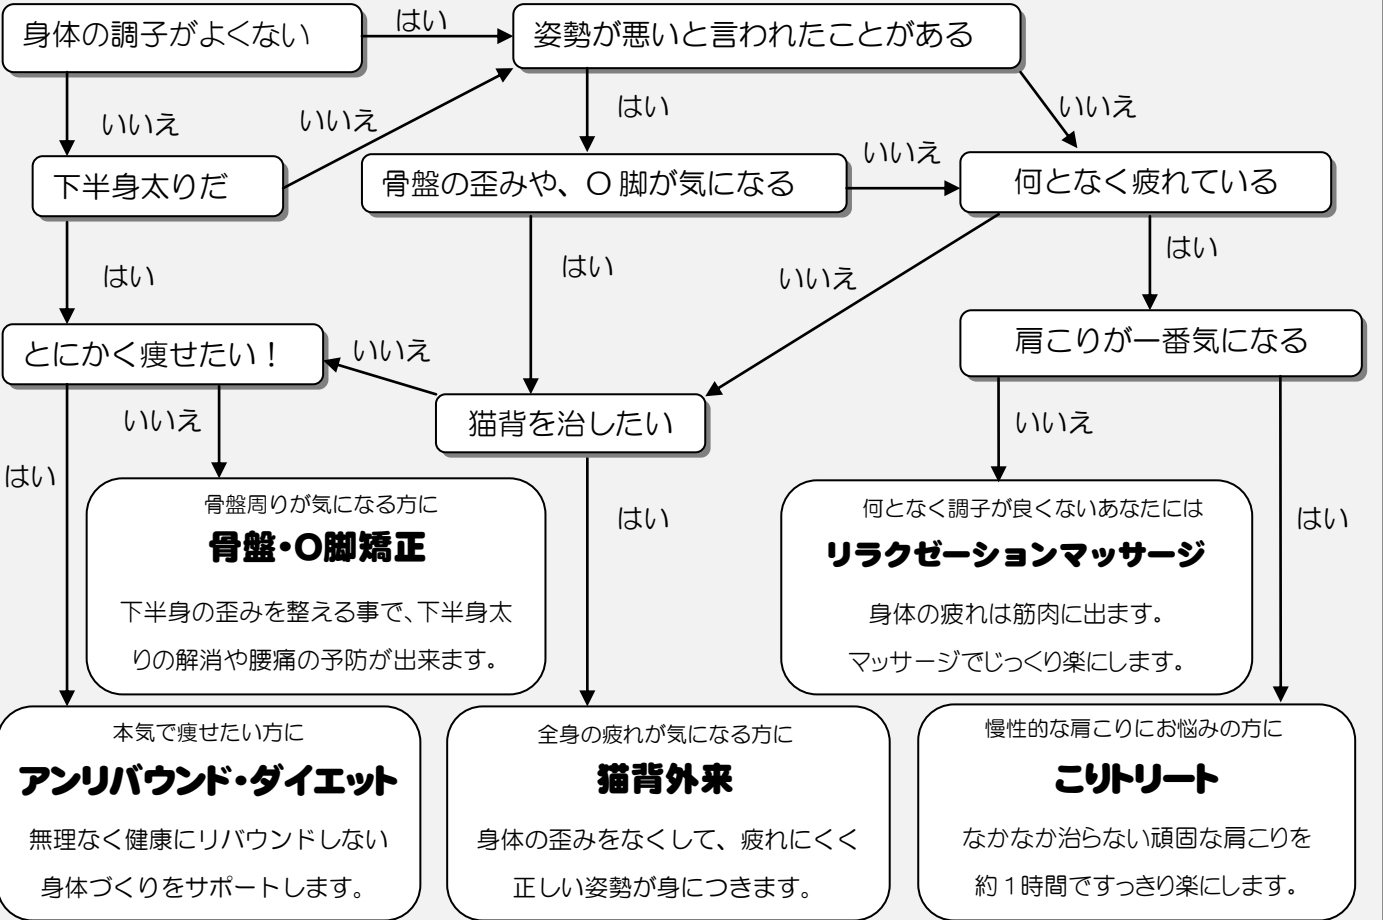 身体の調子がよくない
はい
姿勢が悪いと言われたことがある
いいえ
いいえ
はい
いいえ
下半身太りだ
骨盤の歪みや、O脚が気になる
いいえ
何となく疲れている
はい
はい
いいえ
はい
とにかく痩せたい!
いいえ
肩こりが一番気になる
いいえ
猫背を治したい
いいえ
はい
はい
はい
骨盤周りが気になる方に
骨盤・O脚矯正
下半身の歪みを整える事で、下半身太
りの解消や腰痛の予防が出来ます。
何となく調子が良くないあなたには
リラクゼーションマッサージ
身体の疲れは筋肉に出ます。
マッサージでじっくり楽にします。
本気で痩せたい方に
アンリバウンド・ダイエット
無理なく健康にリバウンドしない
身体づくりをサポートします。
全身の疲れが気になる方に
猫背外来
身体の歪みをなくして、疲れにくく
正しい姿勢が身につきます。
慢性的な肩こりにお悩みの方に
こりトリート
なかなか治らない頑固な肩こりを
約1時間ですっきり楽にします。